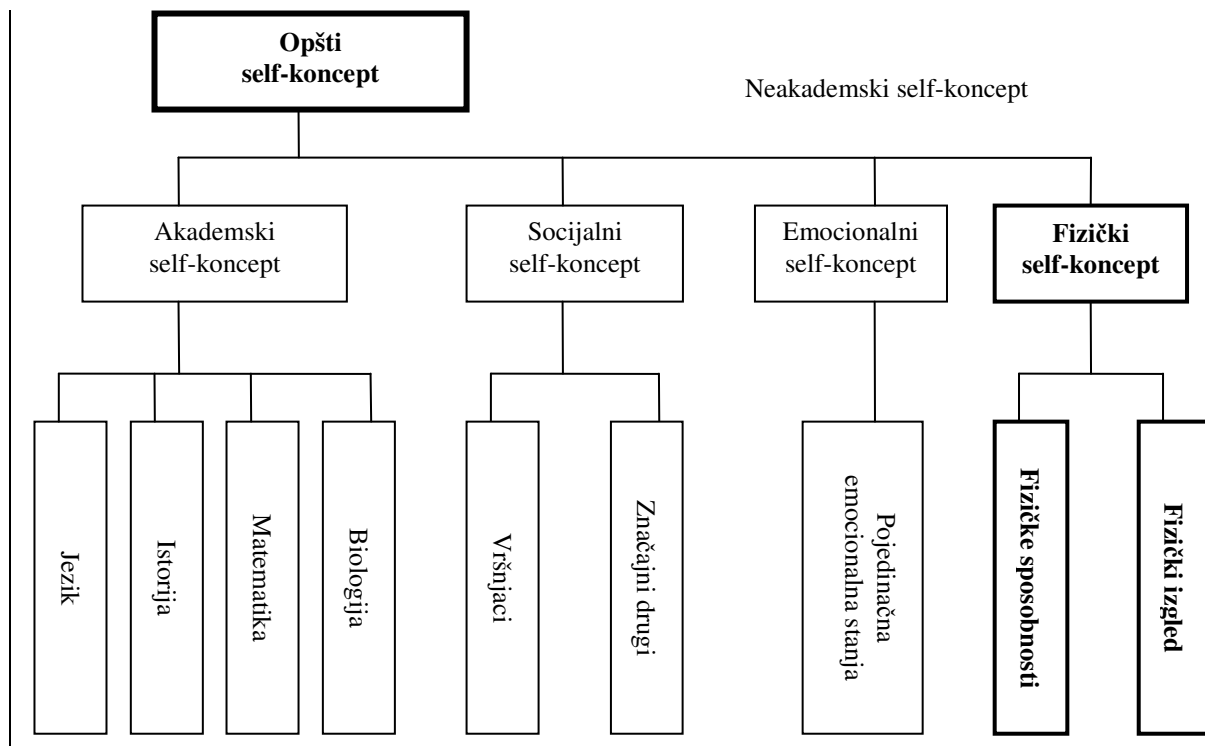 Opšti
self-koncept
Neakademski self-koncept
Akademski
self-koncept
Socijalni
self-koncept
Emocionalni
self-koncept
Fizički
self-koncept
Jezik
Istorija
Matematika
Biologija
Vršnjaci
Značajni drugi
Pojedinačna
emocionalna stanja
Fizičke sposobnosti
Fizički izgled